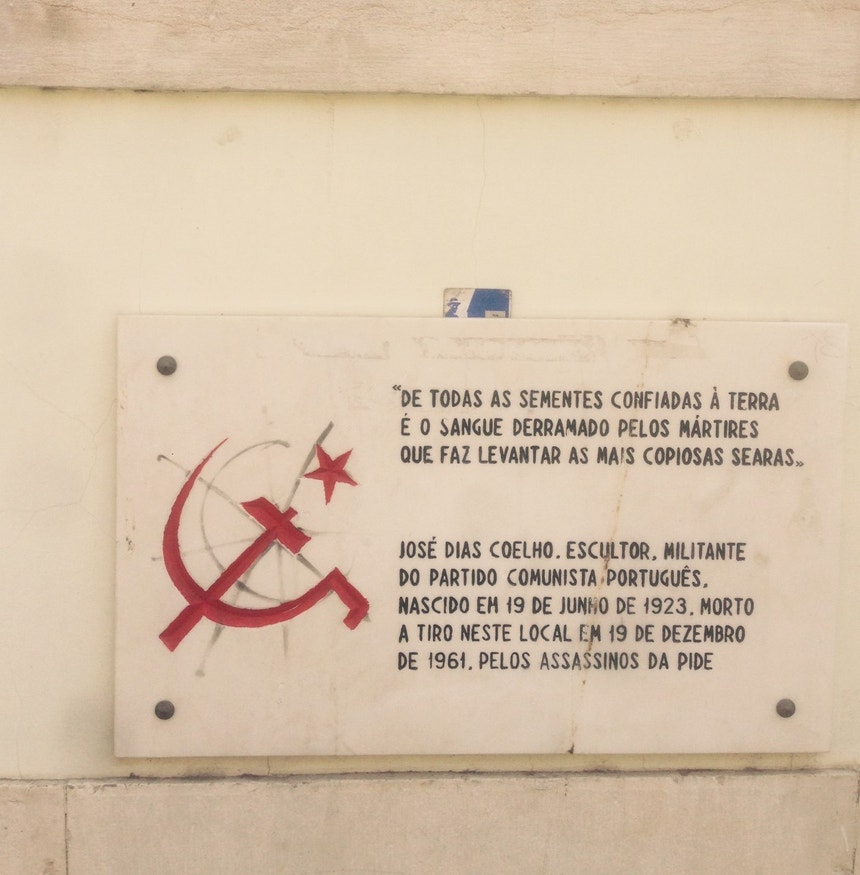 “DE TODAS AS SEMENTES CONFIADAS À TERRA
É O SANGUE DERRAMADO PELOS MÁRTIRES
QUE FAZ LEVANTAR AS MAIS COPIOSAS SEARAS„
JOSÉ DIAS COELHO. ESCULTOR, MILITANTE
DO PARTIDO COMUNISTA PORTUGUÊS,
NASCIDO EM 19 DE JUNHO DE 1923, MORTO
A TIRO NESTE LOCAL EM 19 DE DEZEMBRO
DE 1961, PELOS ASSASSINOS DA PIDE